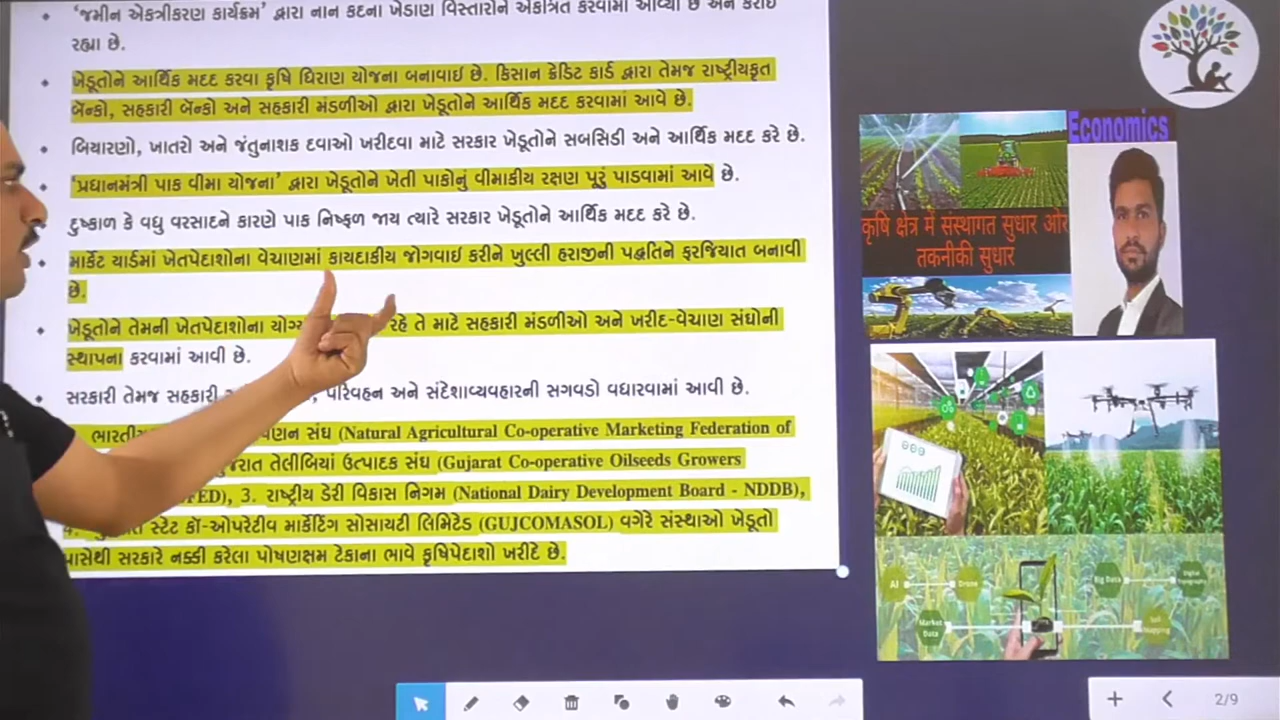 'જમીન એકત્રીકરણ કાર્યક્રમ' દ્વારા નાના કદના ખેડાણ વિસ્તારોને એકત્રિત કરવામાં આવ્યા છે અને કરાઈ
રહ્યા છે.
ખેડૂતોને આર્થિક મદદ કરવા કૃષિ ધિરાણ યોજના બનાવાઈ છે. કિસાન ક્રેડિટ કાર્ડ દ્વારા તેમજ રાષ્ટ્રીયકૃત
બૅન્કો, સહકારી બૅન્કો અને સહકારી મંડળીઓ દ્વારા ખેડૂતોને આર્થિક મદદ કરવામાં આવે છે.
બિયારણો, ખાતરો અને જંતુનાશક દવાઓ ખરીદવા માટે સરકાર ખેડૂતોને સબસિડી અને આર્થિક મદદ કરે છે.
'પ્રધાનમંત્રી પાક વીમા યોજના' દ્વારા ખેડૂતોને ખેતી પાકોનું વીમાકીય રક્ષણ પૂરું પાડવામાં આવે છે.
દુષ્કાળ કે વધુ વરસાદને કારણે પાક નિષ્ફળ જાય ત્યારે સરકાર ખેડૂતોને આર્થિક મદદ કરે છે.
માર્કેટ યાર્ડમાં ખેતપેદાશોના વેચાણમાં કાયદાકીય જોગવાઈ કરીને ખુલ્લી હરાજીની પદ્ધતિને ફરજિયાત બનાવી
છે.
ખેડૂતોને તેમની ખેતપેદાશોના રહે તે માટે સહકારી મંડળીઓ અને ખરીદ-વેચાણ સંઘોની
સ્થાપના કરવામાં આવી છે.
સરકારી તેમજ સહકારી પરિવહન અને સંદેશાવ્યવહારની સગવડો વધારવામાં આવી છે.
સંઘ (Natural Agricultural Co-operative Marketing Federation of
તેલીબિયાં ઉત્પાદક સંઘ (Gujarat Co-operative Oilseeds Growers
3. રાષ્ટ્રીય ડેરી વિકાસ નિગમ (National Dairy Development Board - NDDB),
સ્ટેટ કૉ-ઓપરેટીવ માર્કેટિંગ સોસાયટી લિમિટેડ (GUJCOMASOL) વગેરે સંસ્થાઓ ખેડૂતો
પાસેથી સરકારે નક્કી કરેલા પોષણક્ષમ ટેકાના ભાવે કૃષિપેદાશો ખરીદે છે.
Economics
कृषि क्षेत्र में संस्थागत सुधार और
तकनीकी सुधार
AI
Drone
Big Data
Digital
Market
Data
Soil
Mapping
2/9